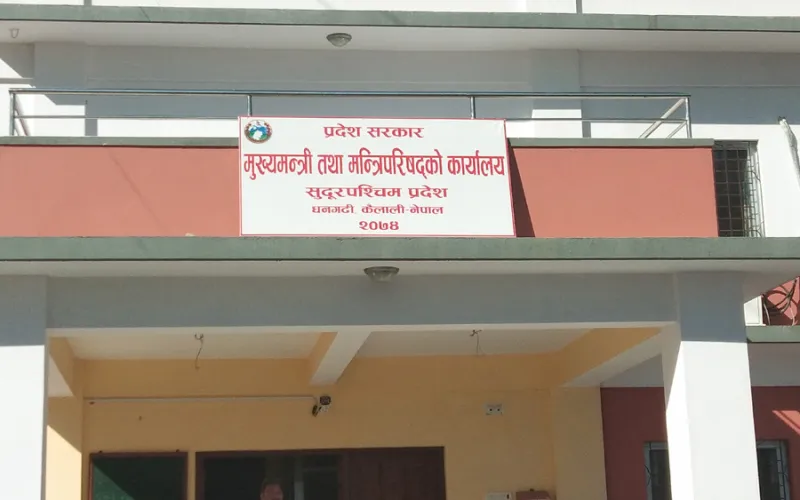 प्रदेश सरकार
मुख्यमन्त्री तथा मन्त्रिपरिषद्को कार्यालय
सुदूरपश्चिम प्रदेश
धनगढी, कैलाली-नेपाल
२०७४